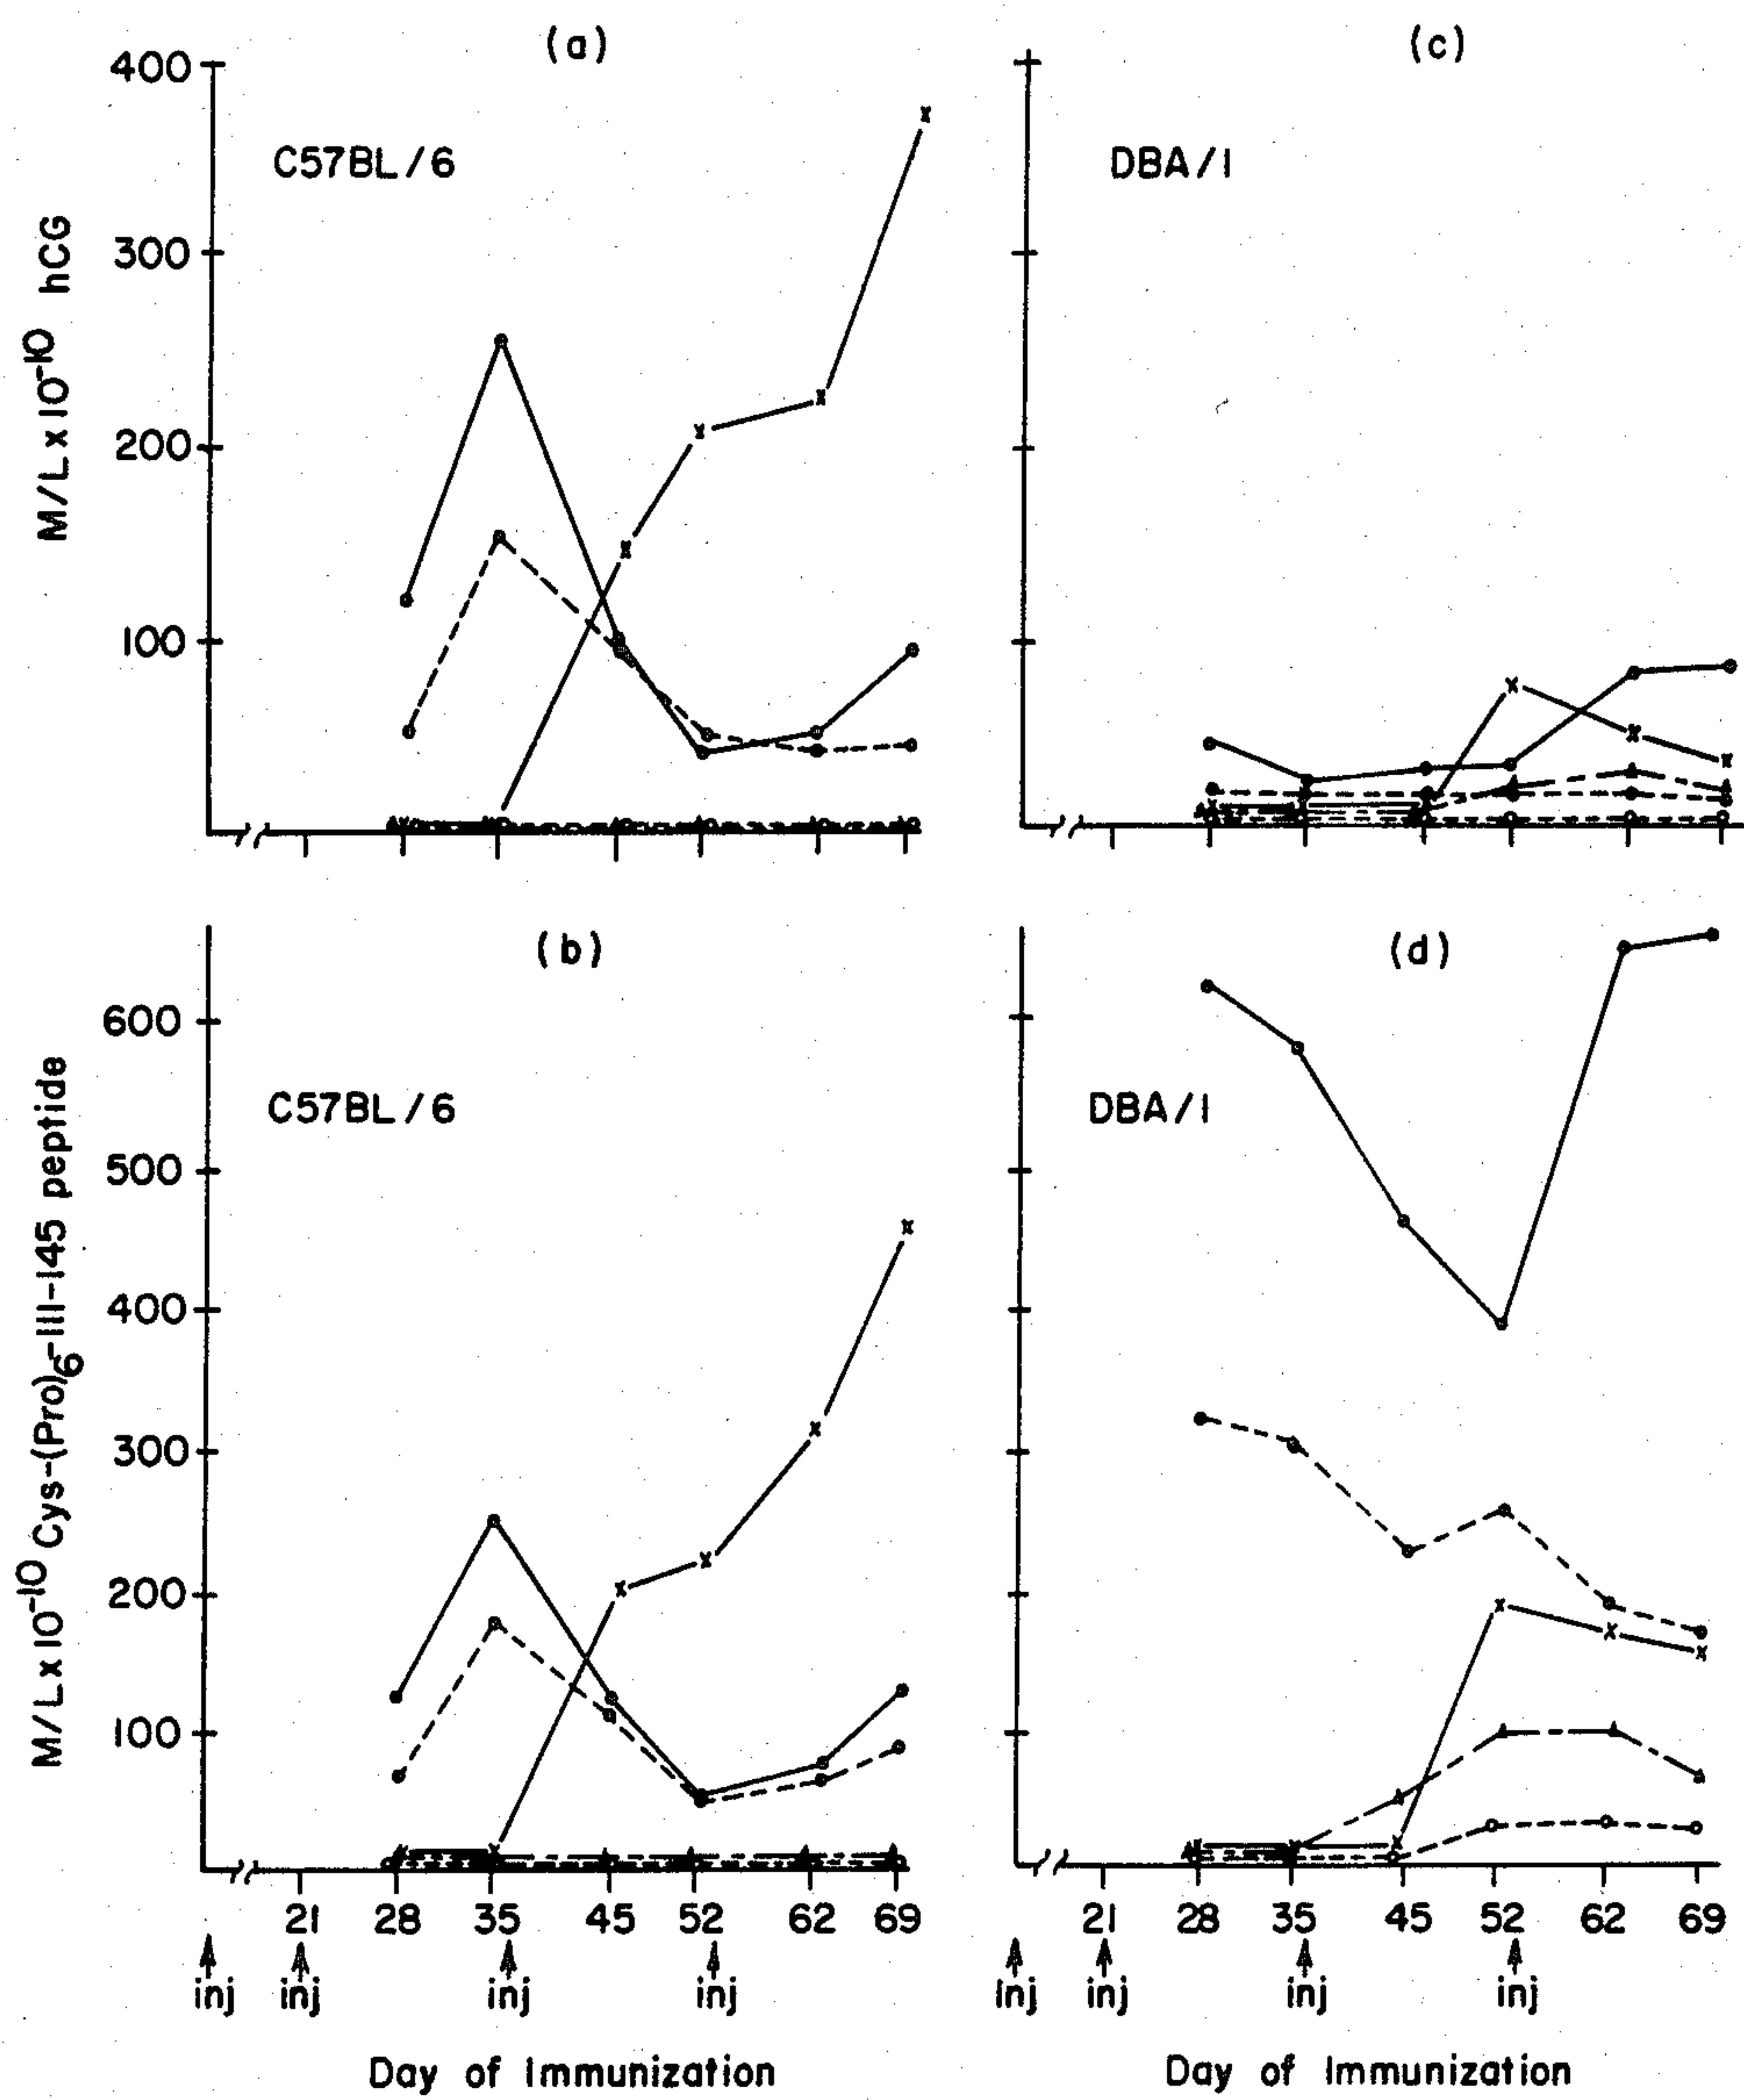 (a)
(c)
400
300
200
100
C57BL/6
DBA/1
M/L x 10-10 hCG
(b)
(d)
600
500
400
300
200
100
C57BL/6
DBA/1
M/L x 10-10 Cys-(Pro)6-111-145 peptide
21 28 35 45 52 62 69
21 28 35 45 52 62 69
inj inj inj inj
inj inj inj inj
Day of Immunization
Day of Immunization